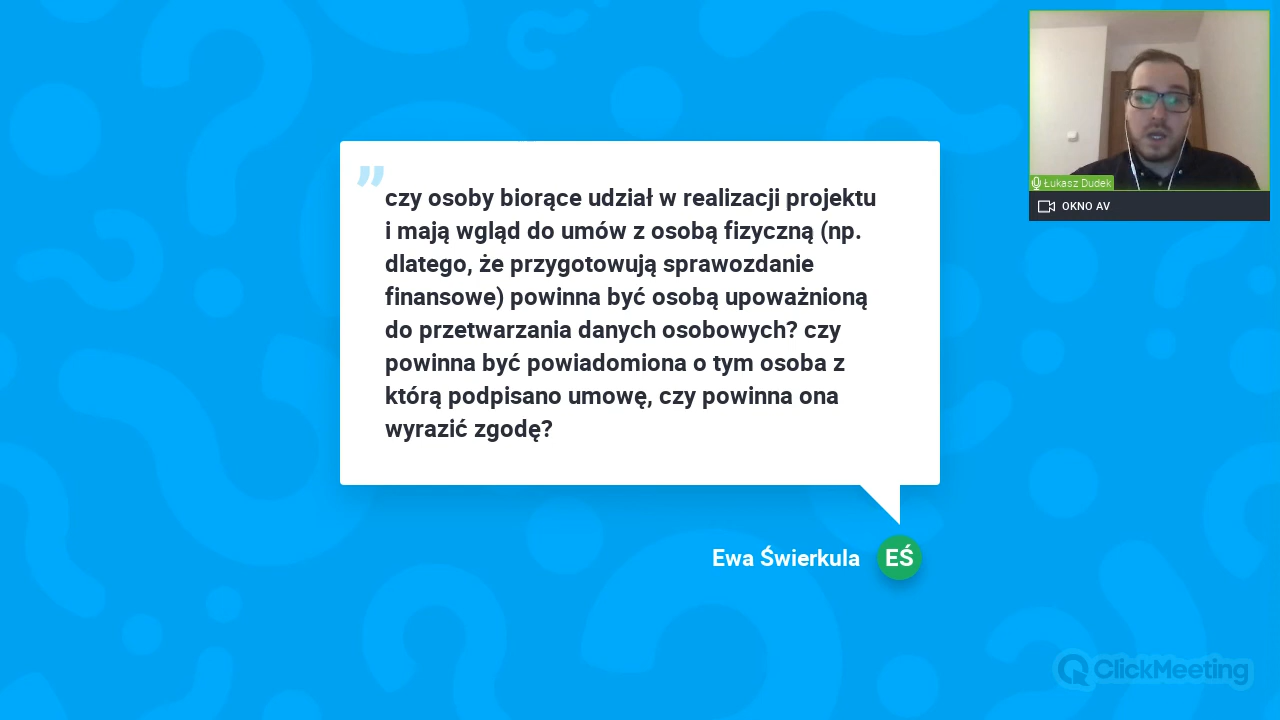 Łukasz Dudek
OKNO AV
”
czy osoby biorące udział w realizacji projektu
i mają wgląd do umów z osobą fizyczną (np.
dlatego, że przygotowują sprawozdanie
finansowe) powinna być osobą upoważnioną
do przetwarzania danych osobowych? czy
powinna być powiadomiona o tym osoba z
którą podpisano umowę, czy powinna ona
wyrazić zgodę?
Ewa Świerkula
EŚ
ClickMeeting